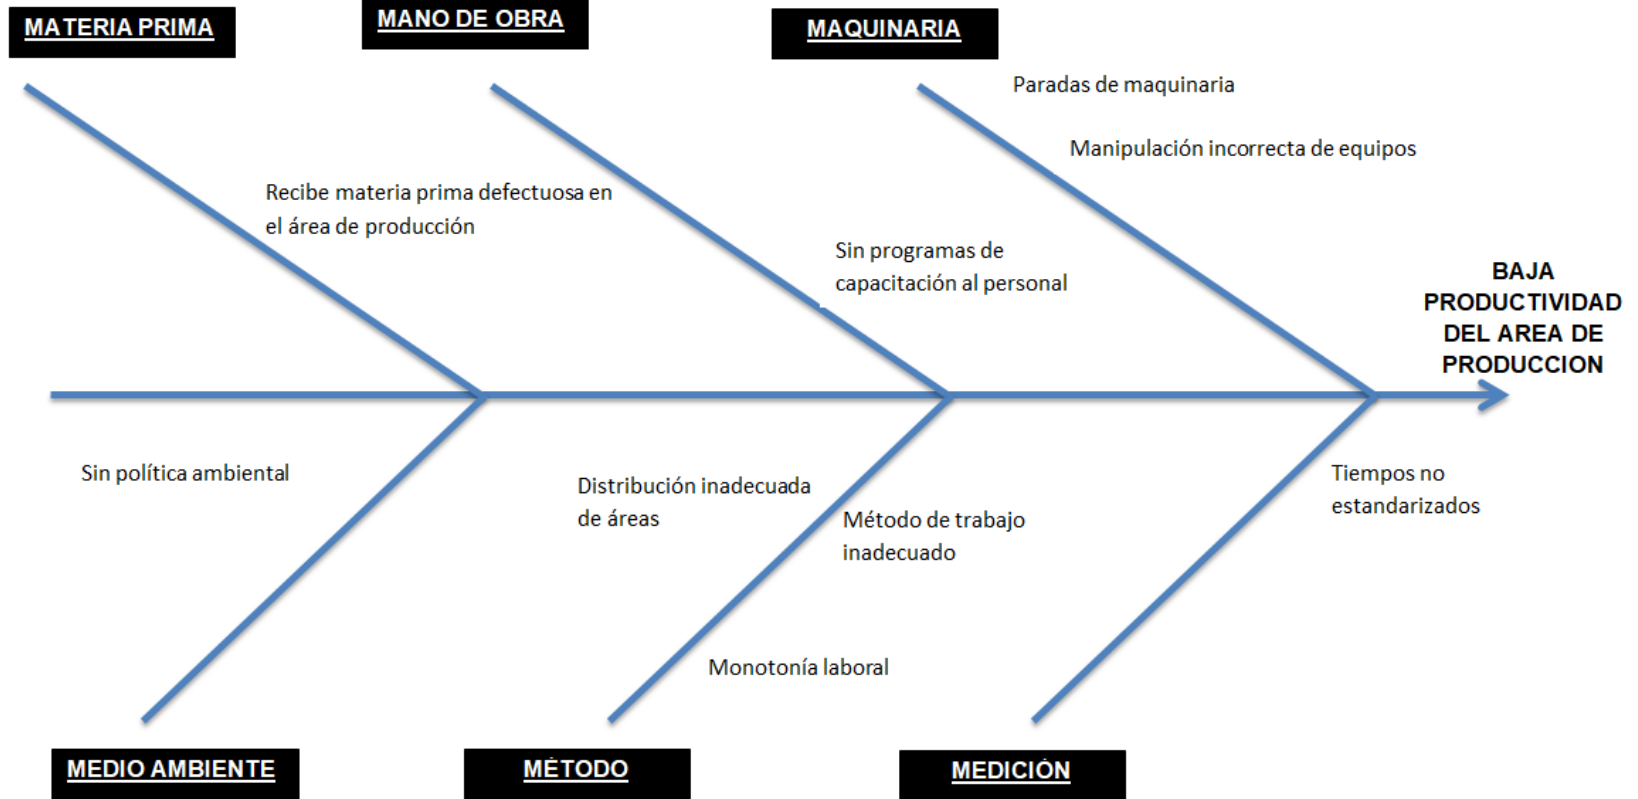 MATERIA PRIMA
MANO DE OBRA
MAQUINARIA
Paradas de maquinaria
Manipulación incorrecta de equipos
Recibe materia prima defectuosa en
el área de producción
Sin programas de
capacitación al personal
BAJA
PRODUCTIVIDAD
DEL AREA DE
PRODUCCION
Sin política ambiental
Distribución inadecuada
de áreas
Método de trabajo
inadecuado
Tiempos no
estandarizados
Monotonía laboral
MEDIO AMBIENTE
MÉTODO
MEDICIÓN